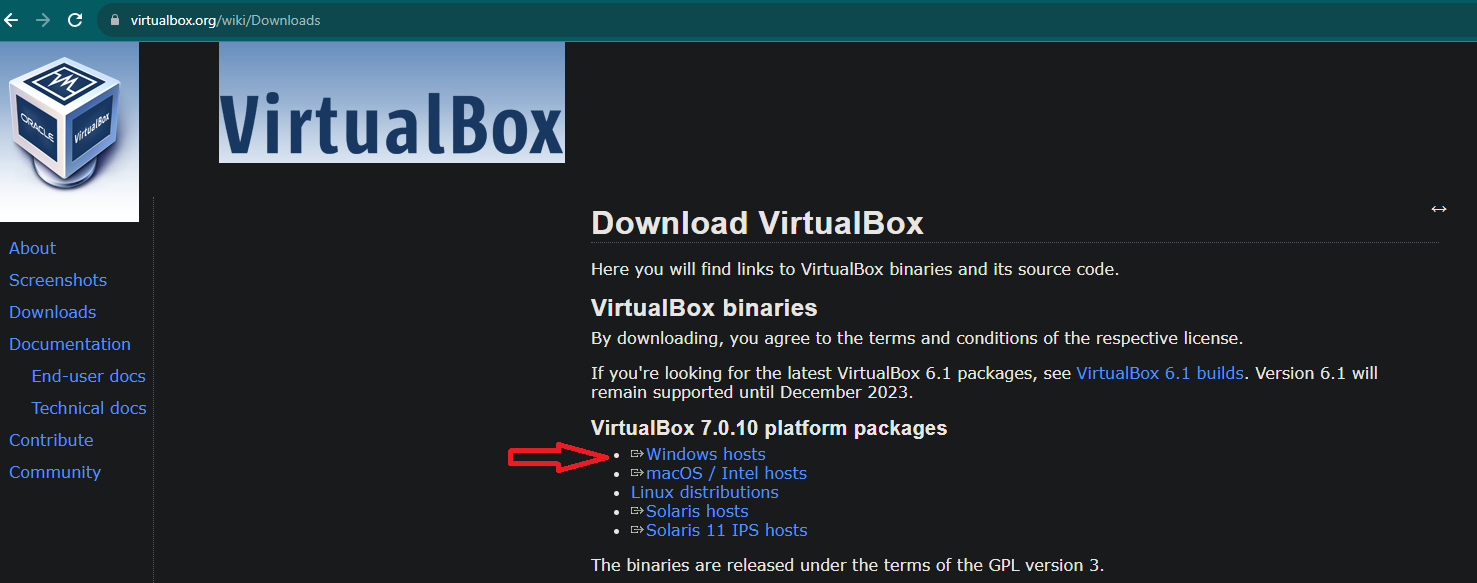 virtualbox.org/wiki/Downloads
ORACLE
VirtualBox
VirtualBox
About
Screenshots
Downloads
Documentation
End-user docs
Technical docs
Contribute
Community
Download VirtualBox
Here you will find links to VirtualBox binaries and its source code.
VirtualBox binaries
By downloading, you agree to the terms and conditions of the respective license.
If you're looking for the latest VirtualBox 6.1 packages, see VirtualBox 6.1 builds. Version 6.1 will
remain supported until December 2023.
VirtualBox 7.0.10 platform packages
Windows hosts
macOS / Intel hosts
Linux distributions
Solaris hosts
Solaris 11 IPS hosts
The binaries are released under the terms of the GPL version 3.